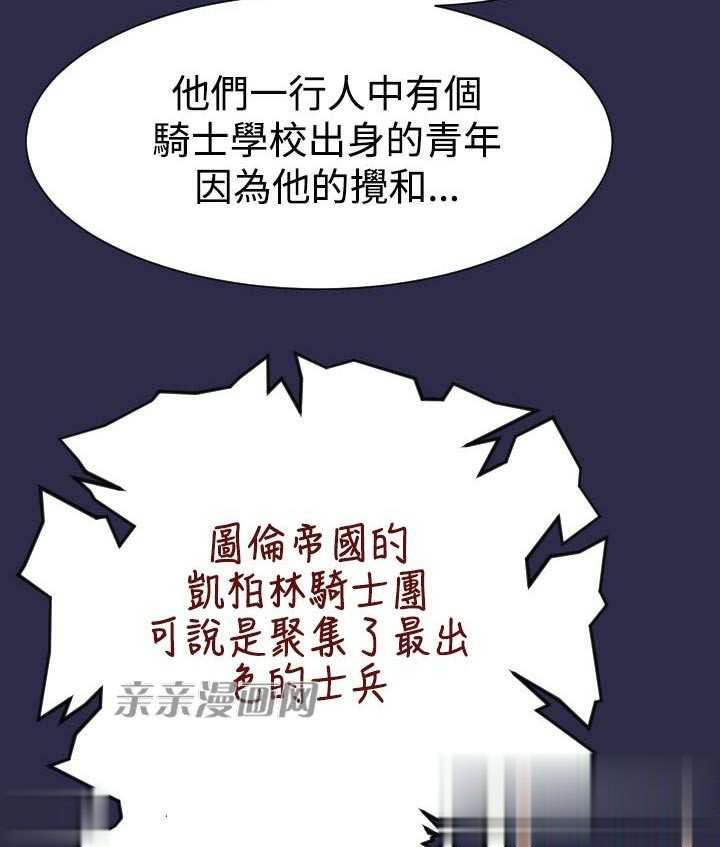 他們一行人中有個
騎士學校出身的青年
因為他的攪和...
圖倫帝國的
凱柏林騎士團
可說是聚集了最出
色的士兵
亲亲漫画网